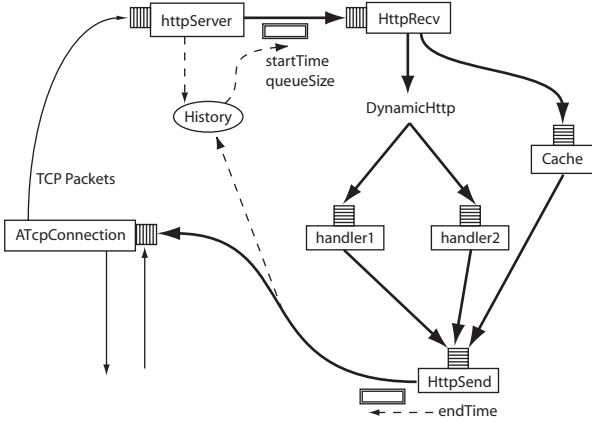 httpServer
HttpRecv
startTime
queueSize
DynamicHttp
History
Cache
TCP Packets
ATcpConnection
handler1
handler2
HttpSend
endTime